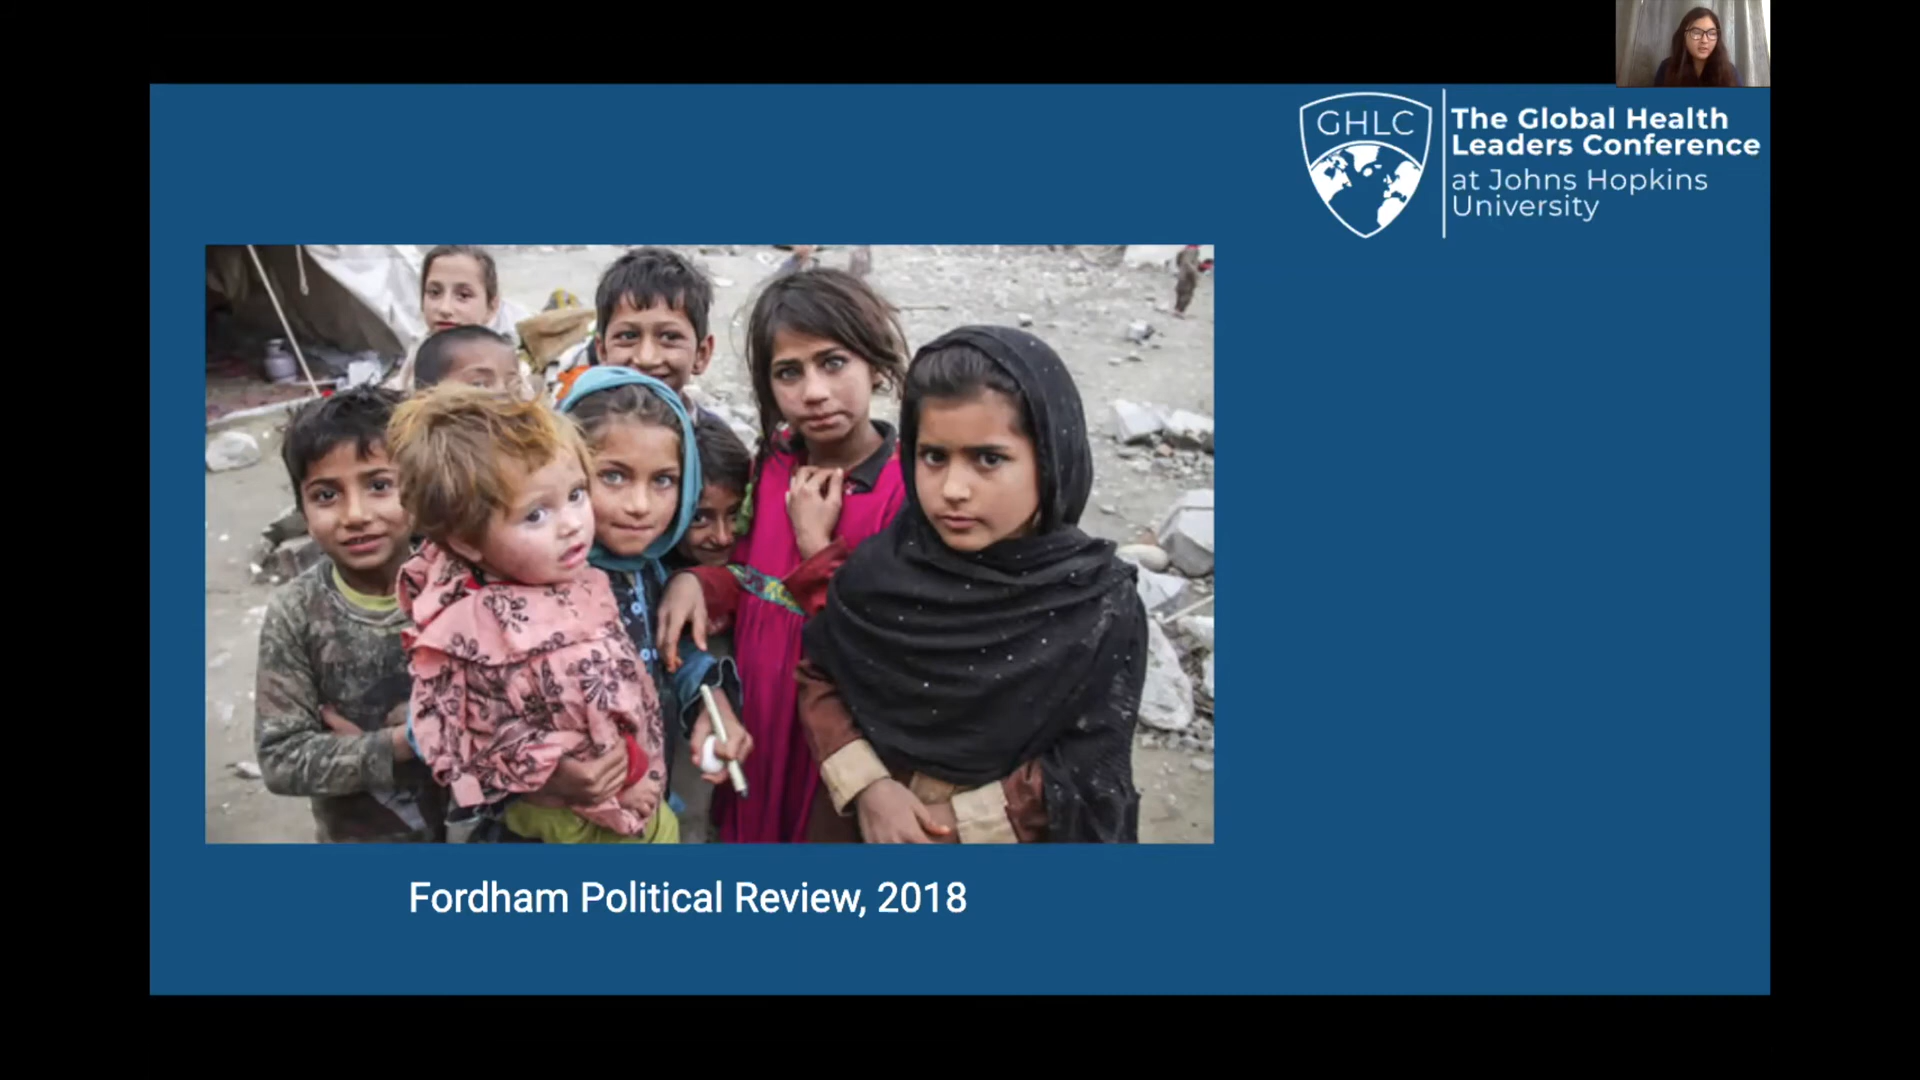 GHLC
The Global Health
Leaders Conference
at Johns Hopkins
University
Fordham Political Review, 2018